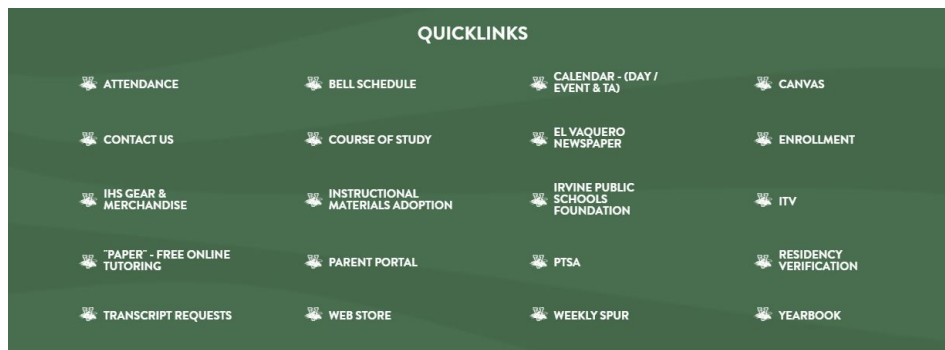 QUICKLINKS
ATTENDANCE
BELL SCHEDULE
CALENDAR - (DAY /
EVENT & TA)
CANVAS
CONTACT US
COURSE OF STUDY
EL VAQUERO
NEWSPAPER
ENROLLMENT
IHS GEAR &
MERCHANDISE
INSTRUCTIONAL
MATERIALS ADOPTION
IRVINE PUBLIC
SCHOOLS
FOUNDATION
ITV
"PAPER" - FREE ONLINE
TUTORING
PARENT PORTAL
PTSA
RESIDENCY
VERIFICATION
TRANSCRIPT REQUESTS
WEB STORE
WEEKLY SPUR
YEARBOOK